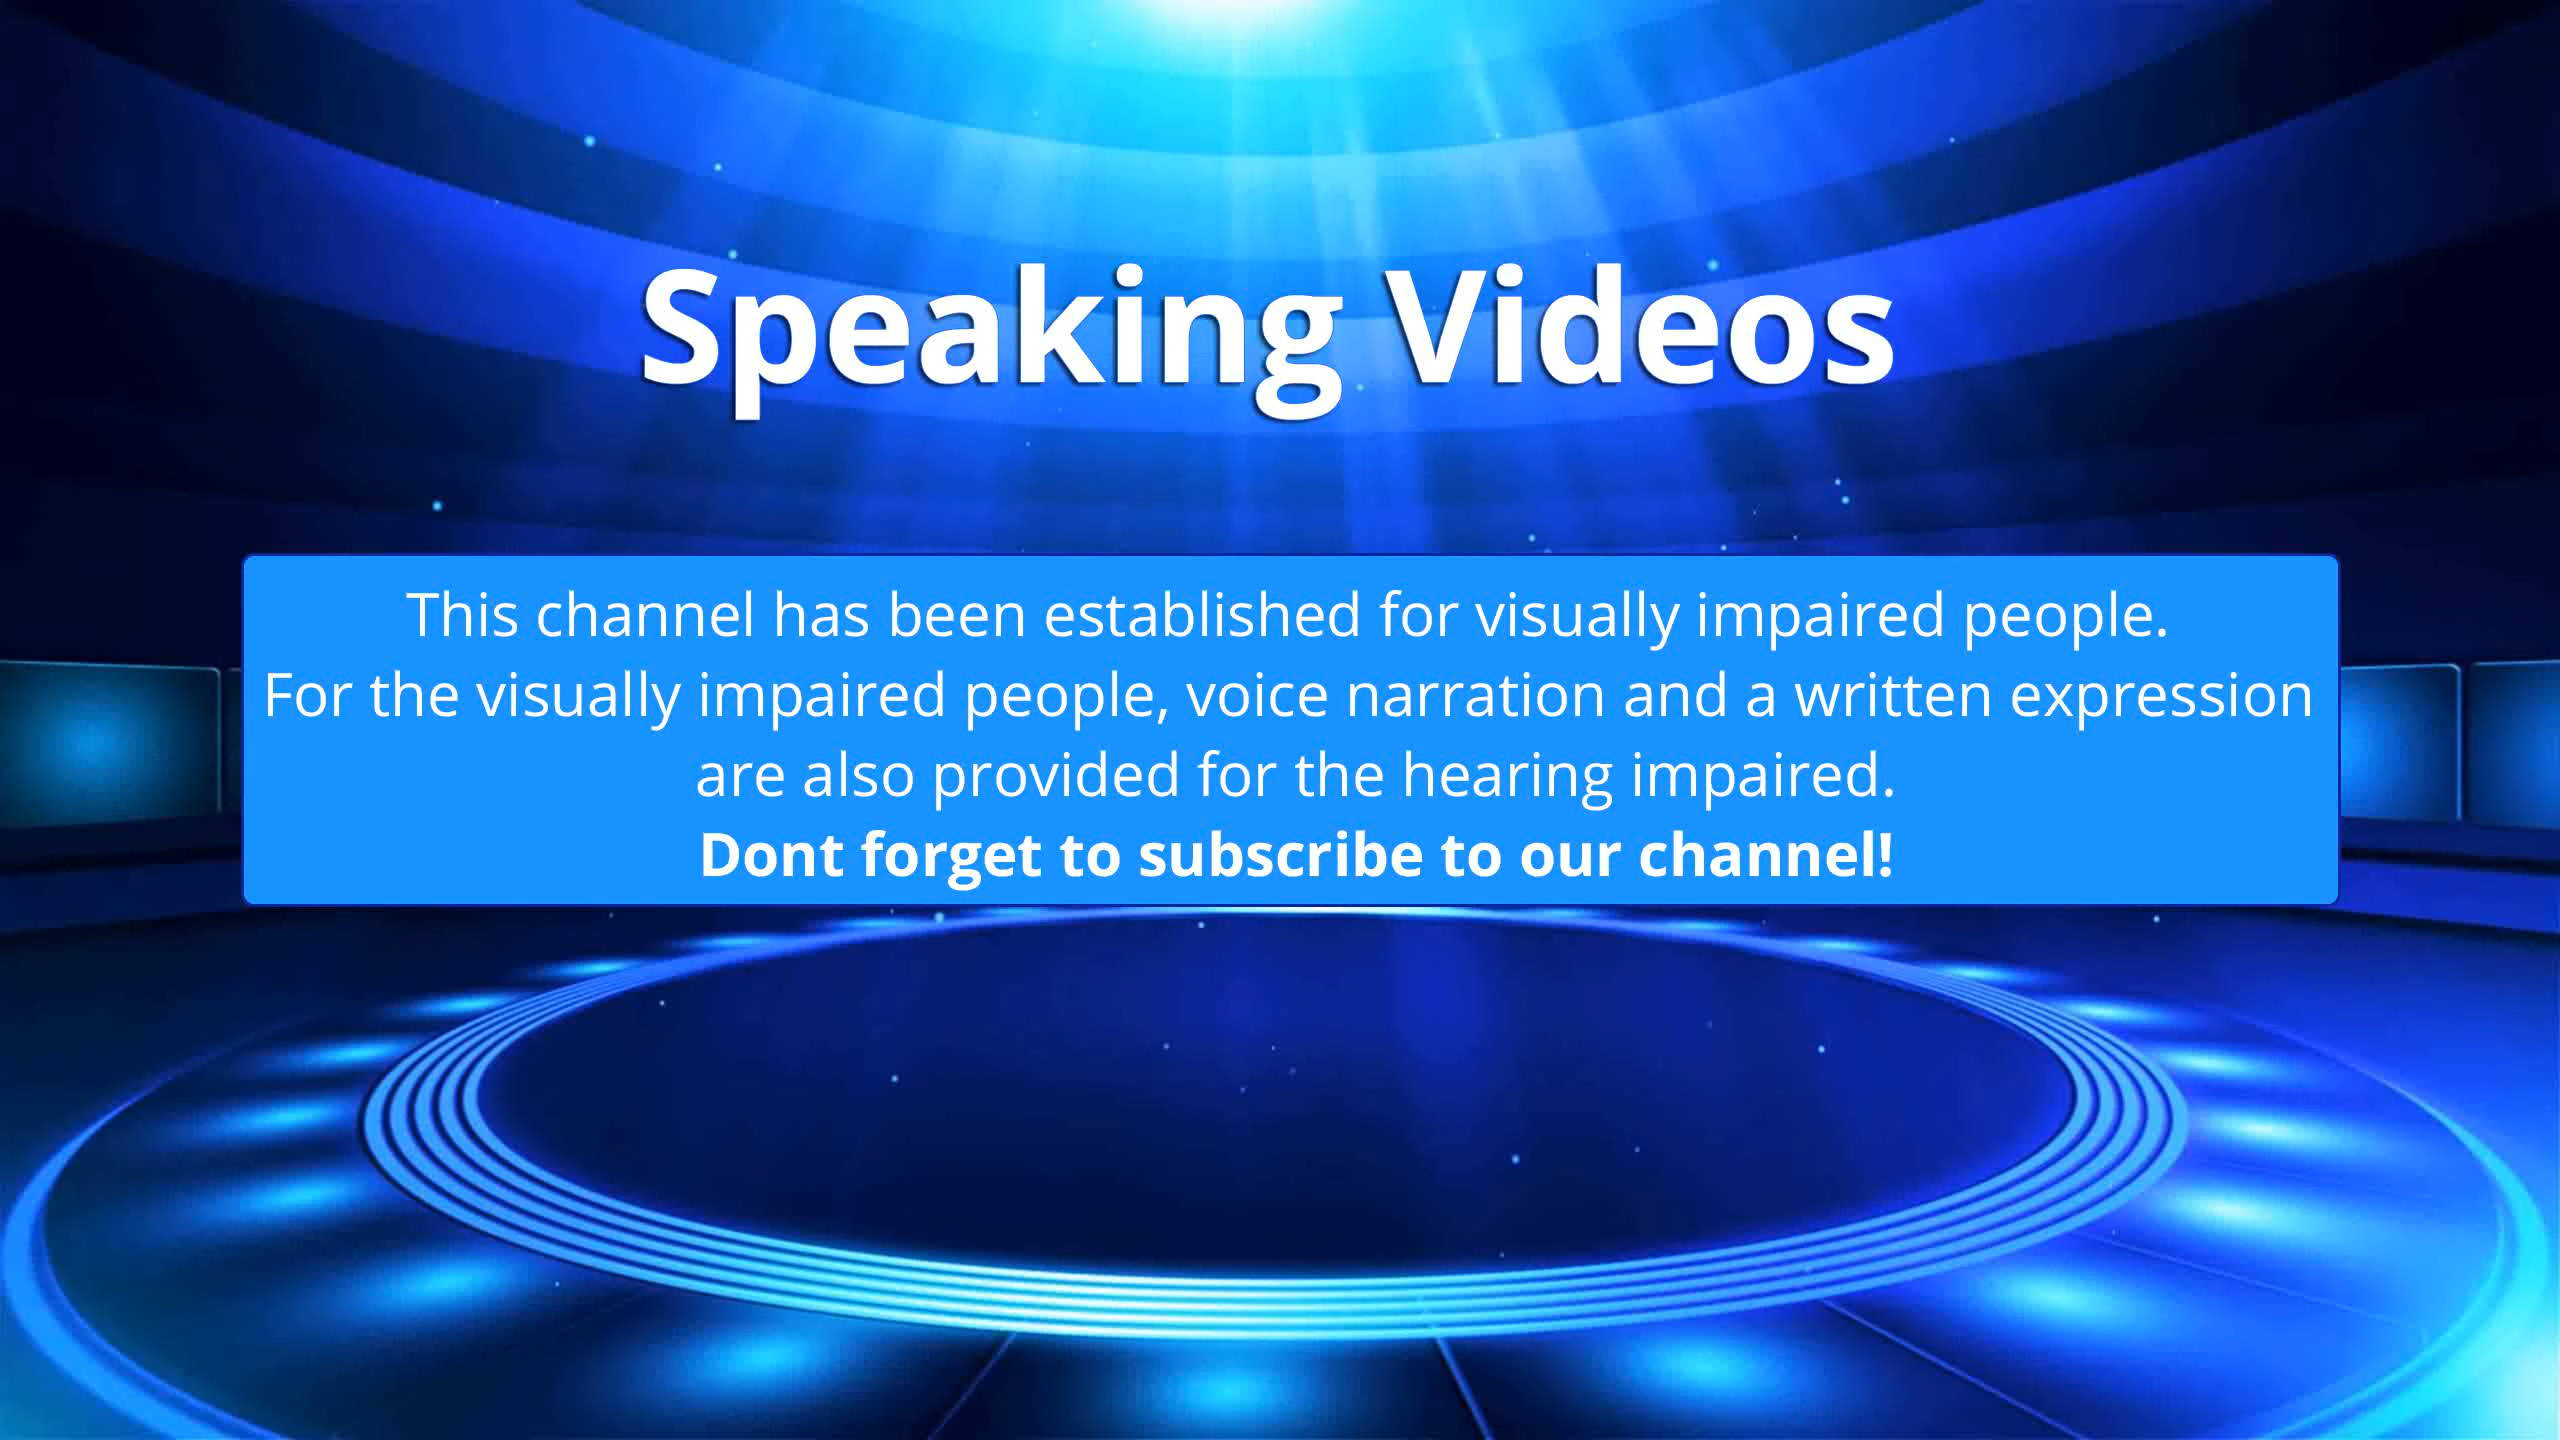 Speaking Videos
This channel has been established for visually impaired people.
For the visually impaired people, voice narration and a written expression
are also provided for the hearing impaired.
Dont forget to subscribe to our channel!